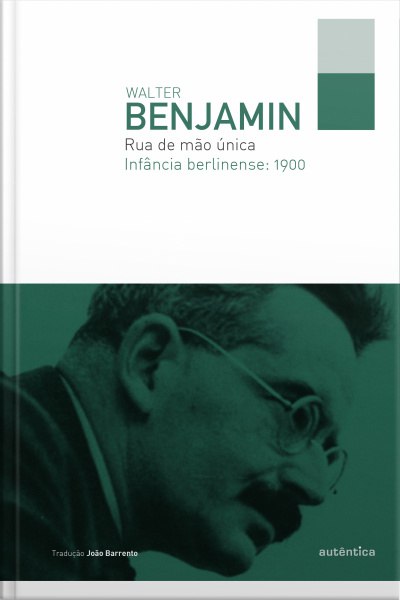 WALTER
BENJAMIN
Rua de mão única
Infância berlinense: 1900
Tradução João Barrento
autêntica